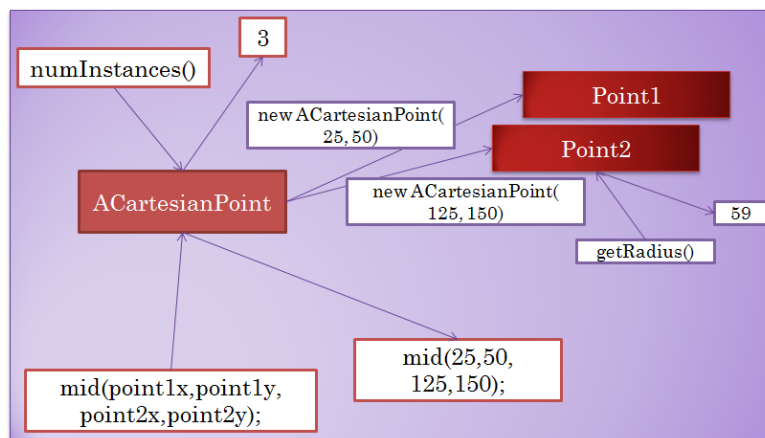 3
numInstances()
Point1
new ACartesianPoint(
25, 50)
Point2
ACartesianPoint
new ACartesianPoint(
125, 150)
59
getRadius()
mid(25,50,
125,150);
mid(point1x,point1y,
point2x,point2y);